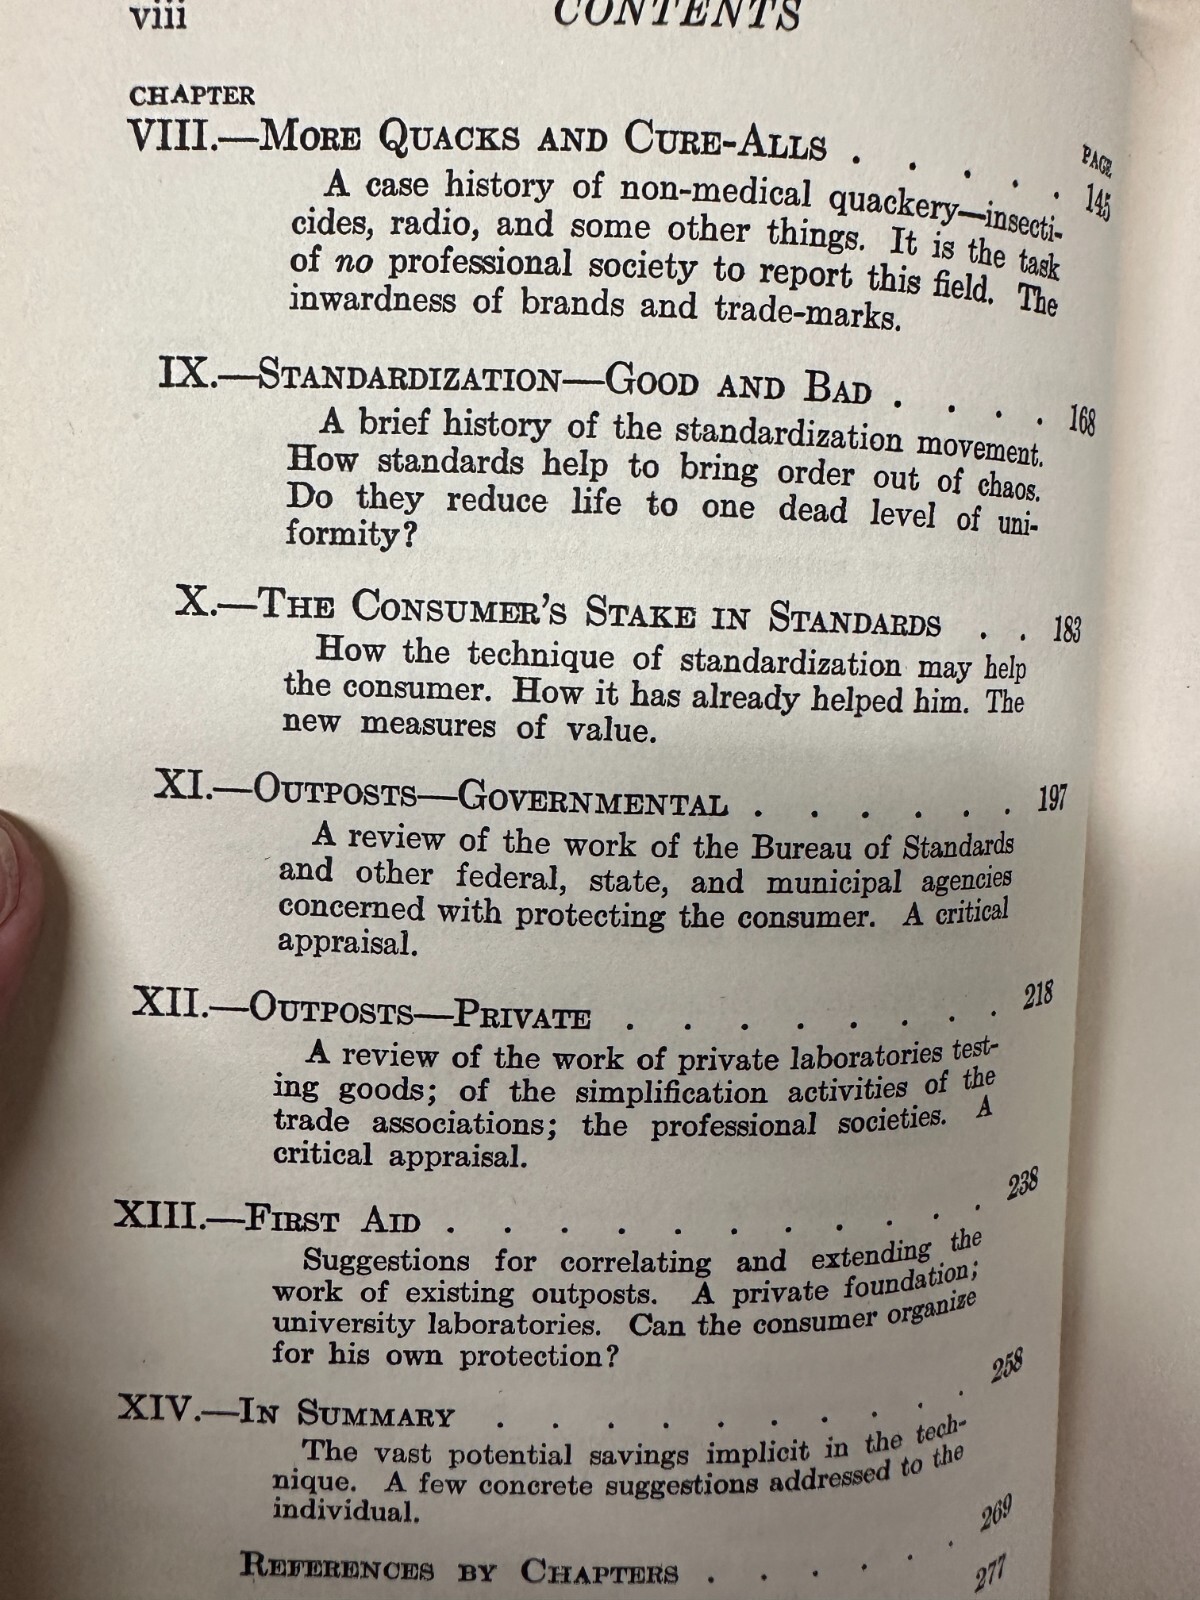 viii CONTENTS
CHAPTER PAGE
VIII.—More Quacks and Cure-Alls . . . . . 145
A case history of non-medical quackery—insecti-
cides, radio, and some other things. It is the task
of no professional society to report this field. The
inwardness of brands and trade-marks.
IX.—Standardization—Good and Bad . . . . 168
A brief history of the standardization movement.
How standards help to bring order out of chaos.
Do they reduce life to one dead level of uni-
formity?
X.—The Consumer's Stake in Standards . . 183
How the technique of standardization may help
the consumer. How it has already helped him. The
new measures of value.
XI.—Outposts—Governmental . . . . . . 197
A review of the work of the Bureau of Standards
and other federal, state, and municipal agencies
concerned with protecting the consumer. A critical
appraisal.
XII.—Outposts—Private . . . . . . . . 218
A review of the work of private laboratories test-
ing goods; of the simplification activities of the
trade associations; the professional societies. A
critical appraisal.
XIII.—First Aid . . . . . . . . . . 238
Suggestions for correlating and extending the
work of existing outposts. A private foundation;
university laboratories. Can the consumer organize
for his own protection?
XIV.—In Summary . . . . . . . . . 258
The vast potential savings implicit in the tech-
nique. A few concrete suggestions addressed to the
individual.
References by Chapters . . . . . 269
277